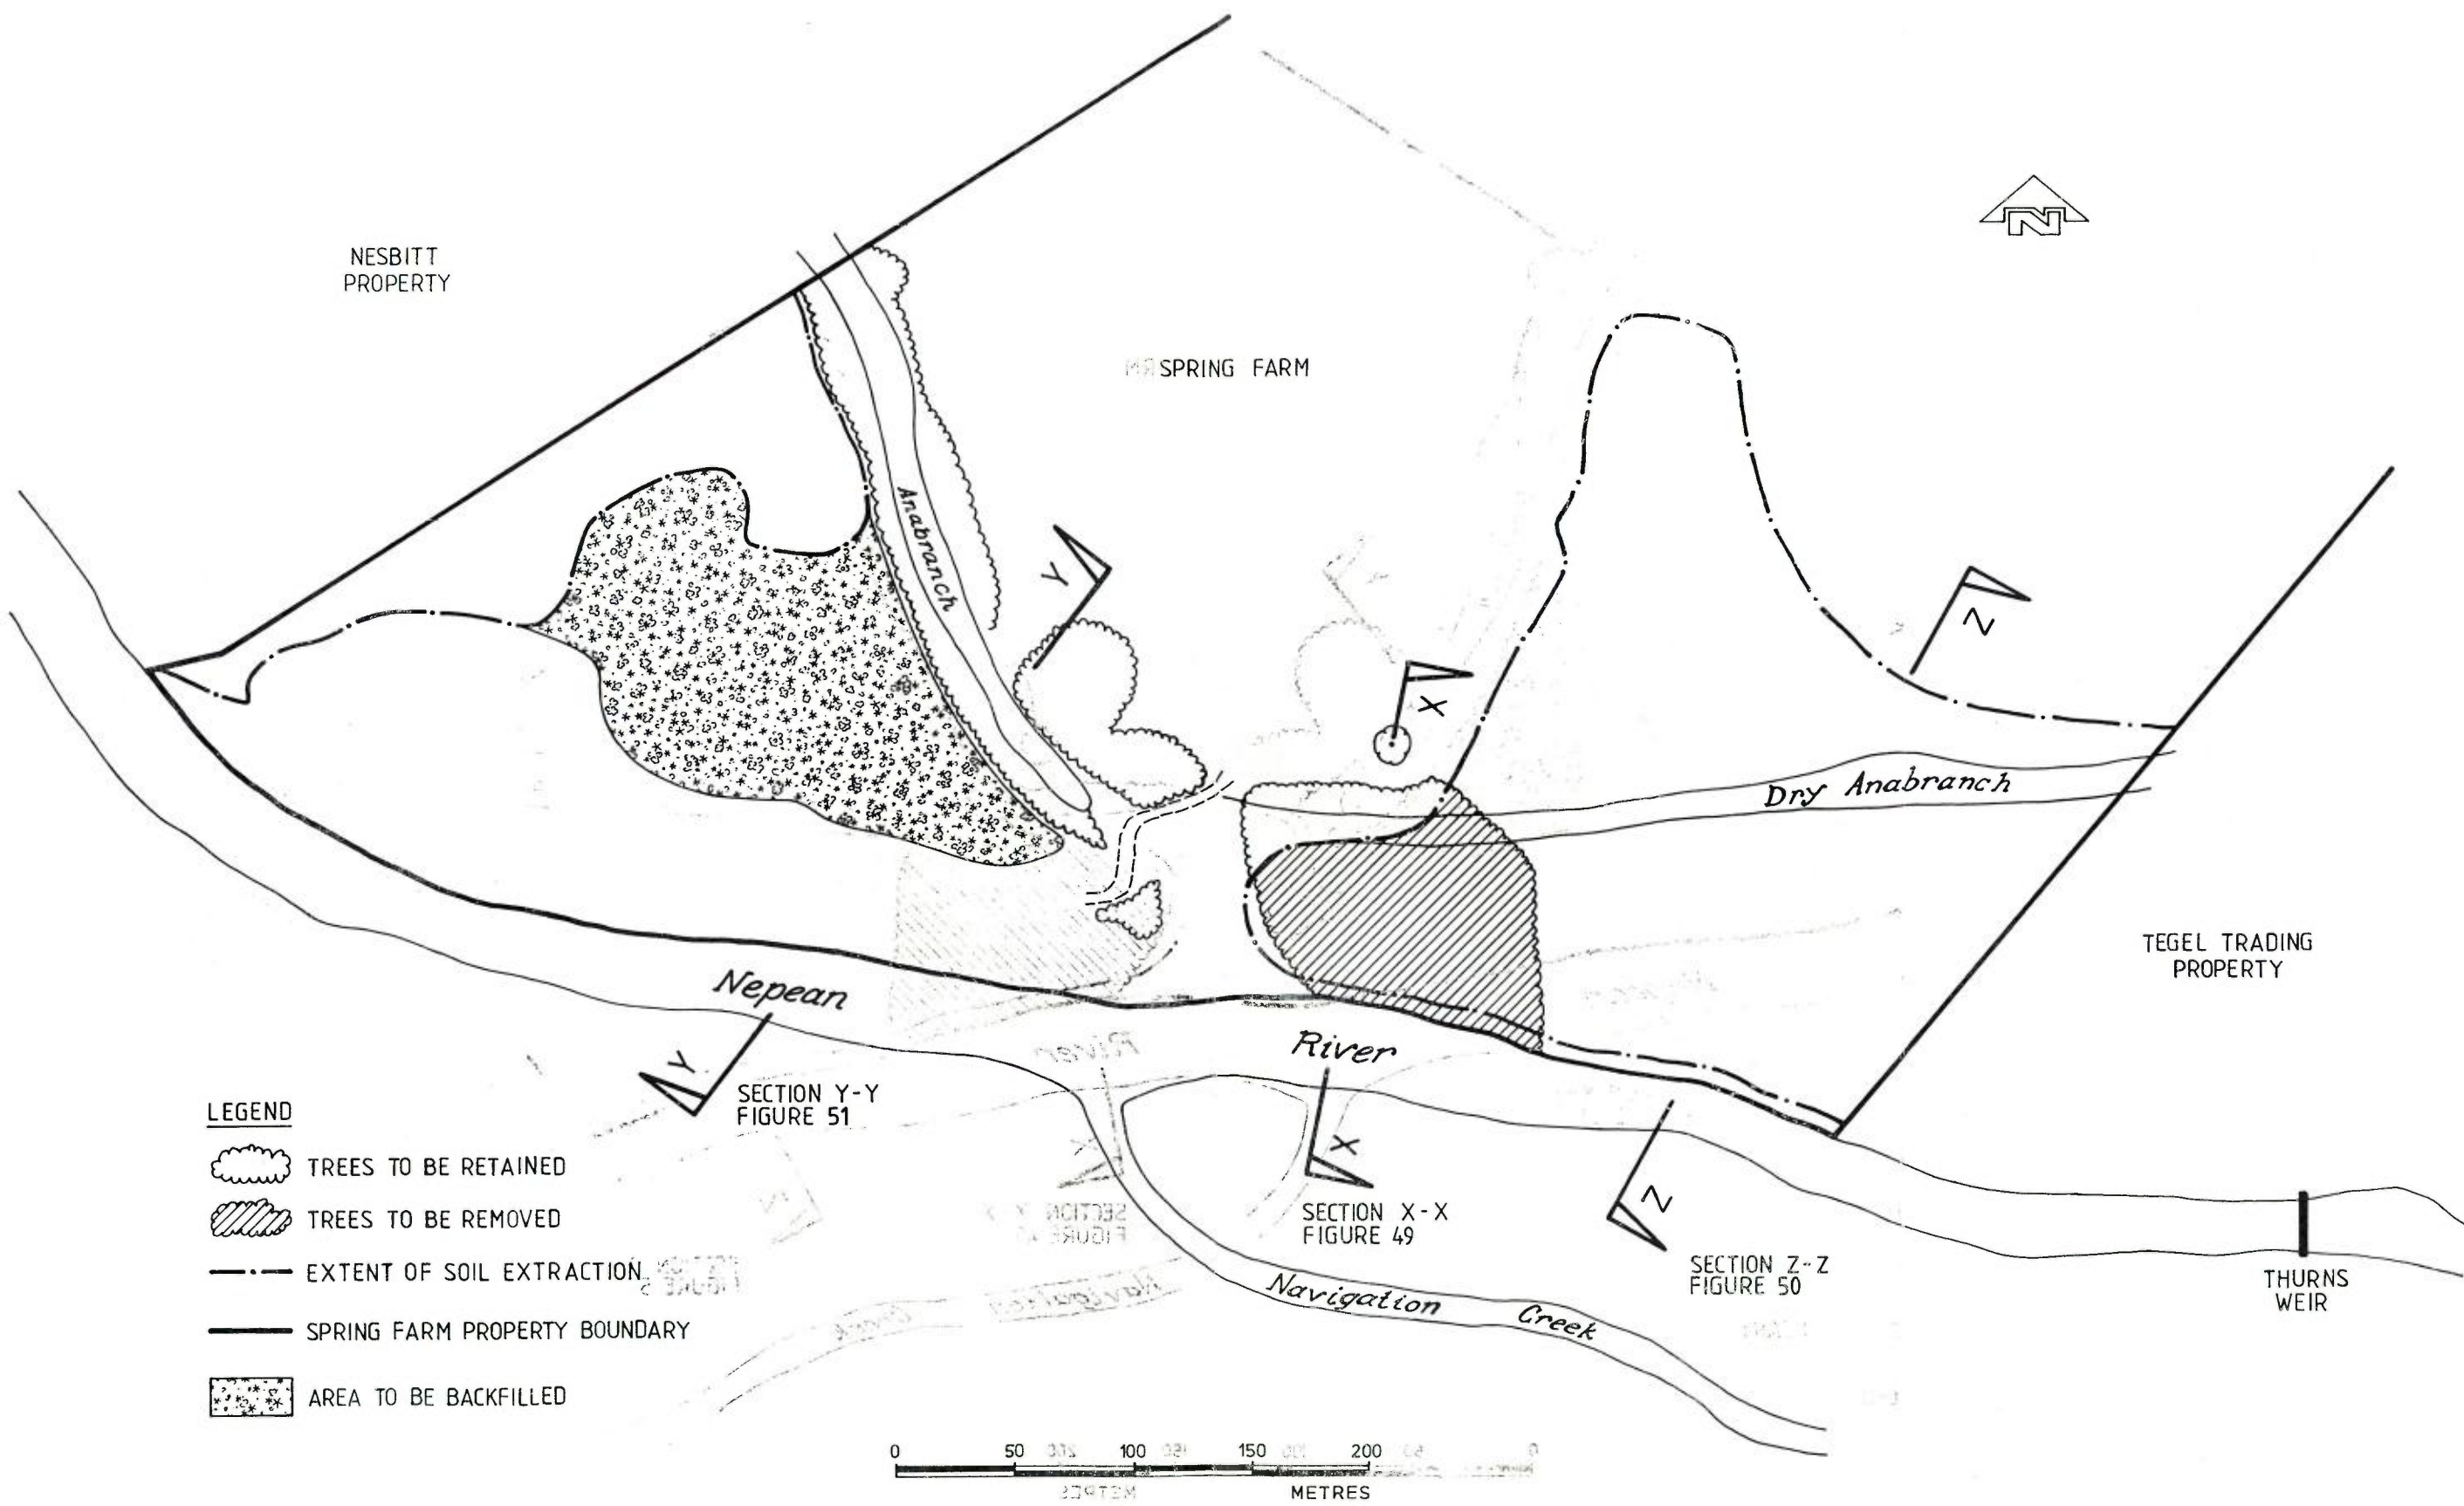 N
NESBITT
PROPERTY
SPRING FARM
Anabranch
Y
Z
X
Dry Anabranch
TEGEL TRADING
PROPERTY
Nepean
River
Y
SECTION Y-Y
FIGURE 51
X
SECTION X-X
FIGURE 49
Z
SECTION Z-Z
FIGURE 50
THURNS
WEIR
Navigation Creek
LEGEND
TREES TO BE RETAINED
TREES TO BE REMOVED
EXTENT OF SOIL EXTRACTION
SPRING FARM PROPERTY BOUNDARY
AREA TO BE BACKFILLED
0 50 100 150 200
METRES